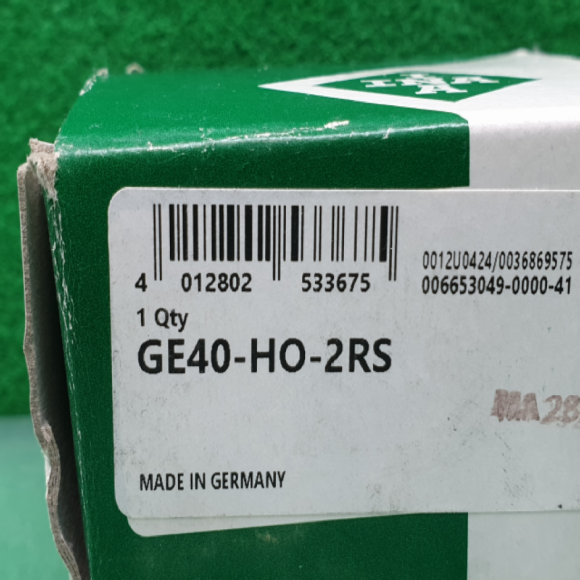 0012U0424/0036869575
4 012802 533675
006653049-0000-41
1 Qty
GE40-HO-2RS
MADE IN GERMANY